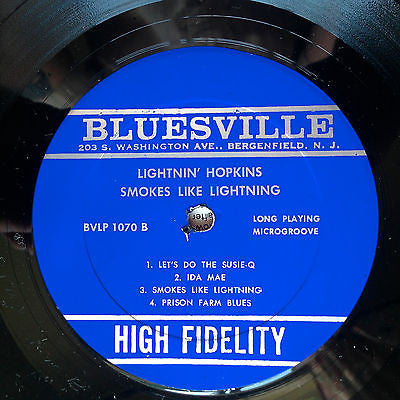 BLUESVILLE
203 S. WASHINGTON AVE., BERGENFIELD, N. J.
LIGHTNIN' HOPKINS
SMOKES LIKE LIGHTNING
BVLP 1070 B
LONG PLAYING
MICROGROOVE
1. LET'S DO THE SUSIE-Q
2. IDA MAE
3. SMOKES LIKE LIGHTNING
4. PRISON FARM BLUES
HIGH FIDELITY